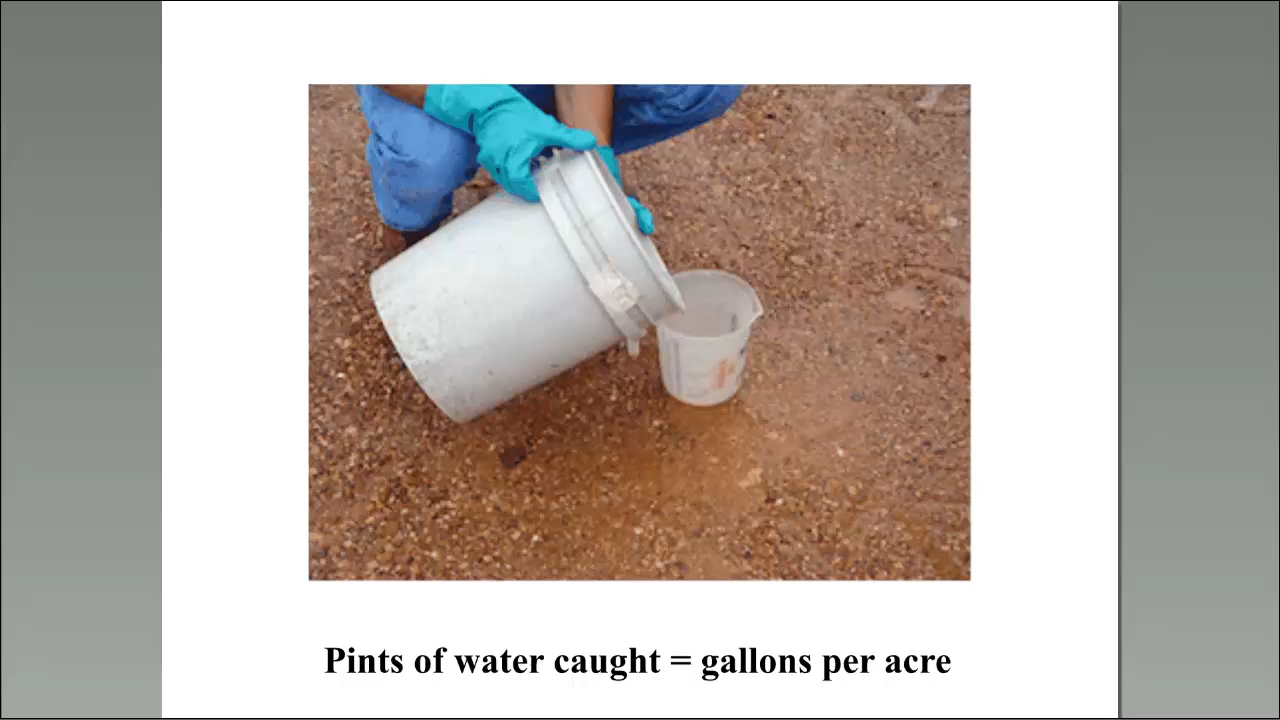 Pints of water caught = gallons per acre